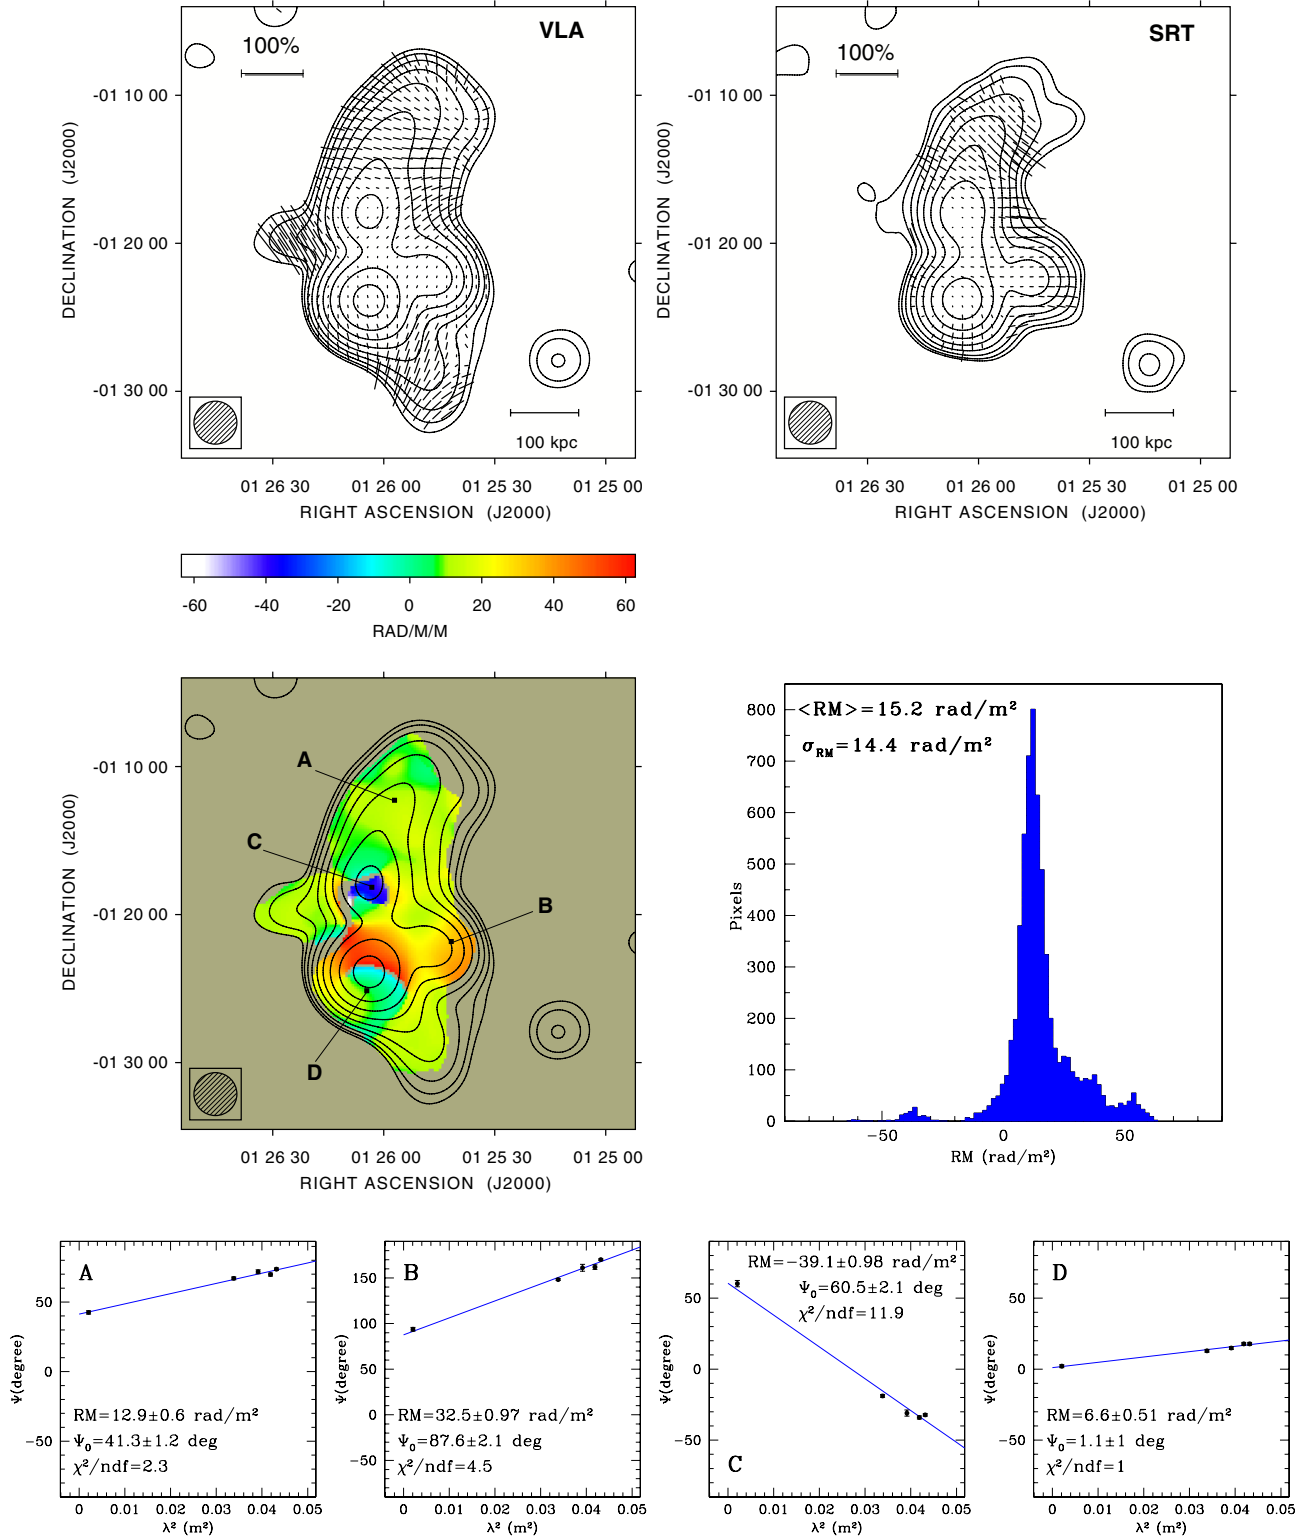 VLA
100%
-01 10 00
-01 20 00
-01 30 00
DECLINATION (J2000)
100 kpc
01 26 30
01 26 00
01 25 30
01 25 00
RIGHT ASCENSION (J2000)
SRT
100%
-01 10 00
-01 20 00
-01 30 00
DECLINATION (J2000)
100 kpc
01 26 30
01 26 00
01 25 30
01 25 00
RIGHT ASCENSION (J2000)
-60 -40 -20 0 20 40 60
RAD/M/M
A
C
B
D
-01 10 00
-01 20 00
-01 30 00
DECLINATION (J2000)
01 26 30
01 26 00
01 25 30
01 25 00
RIGHT ASCENSION (J2000)
<RM>=15.2 rad/m²
σRM=14.4 rad/m²
800
700
600
500
400
300
200
100
0
Pixels
−50 0 50
RM (rad/m²)
A
50
0
−50
Ψ(degree)
RM=12.9±0.6 rad/m²
Ψ₀=41.3±1.2 deg
χ²/ndf=2.3
0 0.01 0.02 0.03 0.04 0.05
λ² (m²)
B
150
100
50
0
−50
Ψ(degree)
RM=32.5±0.97 rad/m²
Ψ₀=87.6±2.1 deg
χ²/ndf=4.5
0 0.01 0.02 0.03 0.04 0.05
λ² (m²)
RM=−39.1±0.98 rad/m²
Ψ₀=60.5±2.1 deg
χ²/ndf=11.9
50
0
−50
Ψ(degree)
C
0 0.01 0.02 0.03 0.04 0.05
λ² (m²)
D
50
0
−50
Ψ(degree)
RM=6.6±0.51 rad/m²
Ψ₀=1.1±1 deg
χ²/ndf=1
0 0.01 0.02 0.03 0.04 0.05
λ² (m²)